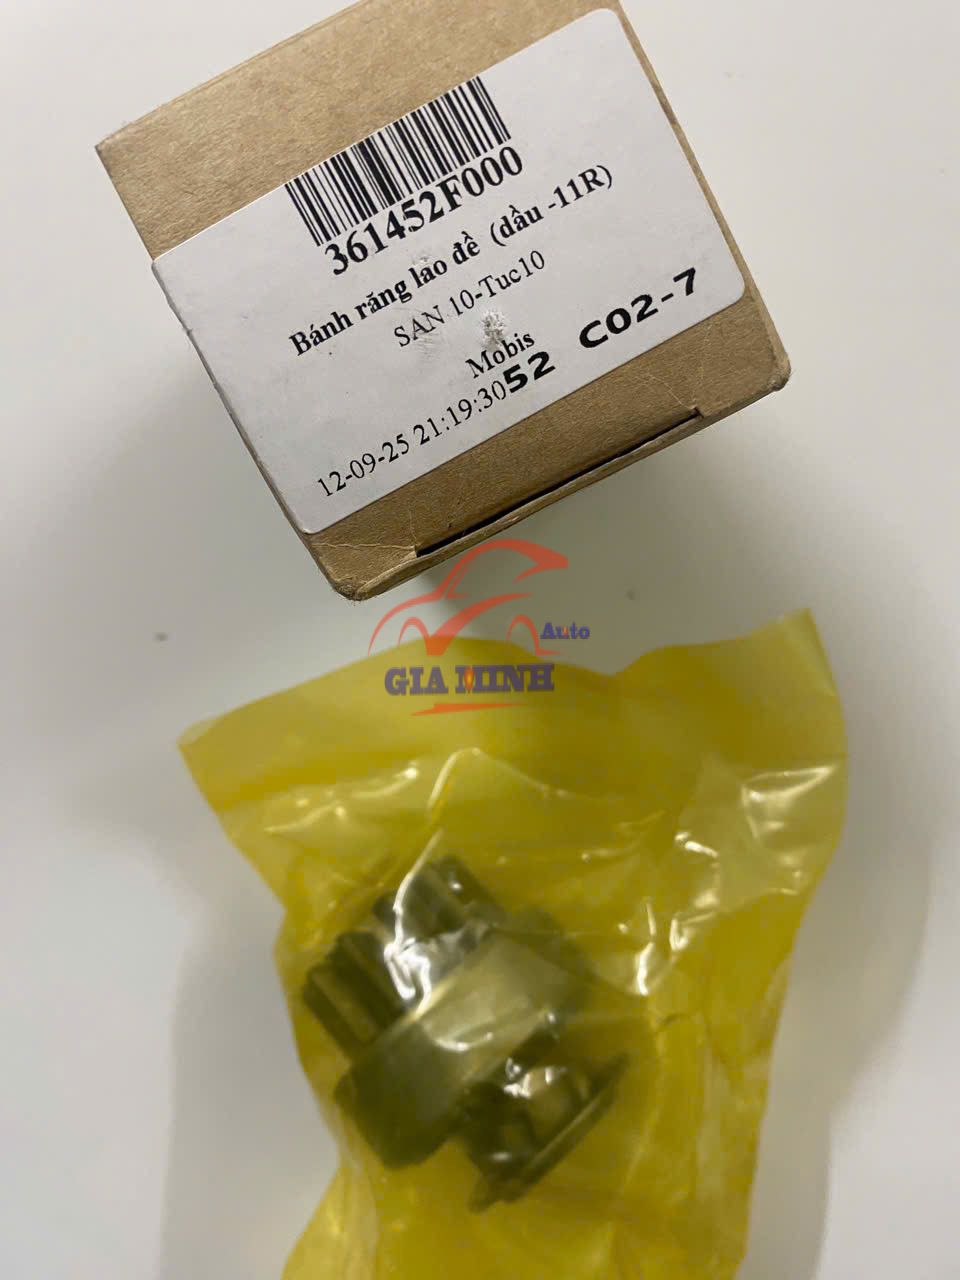 361452F000
Bánh răng lao đề (dầu -11R)
SAN 10-Tuc10
Mobis
12-09-25 21:19:3052 C02-7
Auto
GIA MINH